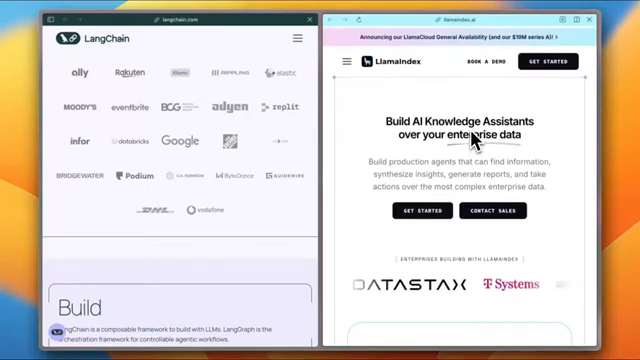 langchain.com
LangChain
ally
Rakuten
Klarna
RIPPLING
elastic
MOODY'S
eventbrite
BCG
adyen
replit
infor
databricks
Google
BRIDGEWATER
Podium
C.H. ROBINSON
ByteDance
GUIDEWIRE
DHL
vodafone
Build
LangChain is a composable framework to build with LLMs. LangGraph is the
orchestration framework for controllable agentic workflows.
llamaindex.ai
Announcing our LlamaCloud General Availability (and our $19M series A)!
LlamaIndex
BOOK A DEMO
GET STARTED
Build AI Knowledge Assistants
over your enterprise data
Build production agents that can find information,
synthesize insights, generate reports, and take
actions over the most complex enterprise data.
GET STARTED
CONTACT SALES
ENTERPRISES BUILDING WITH LLAMAINDEX
DATASTAX
T Systems